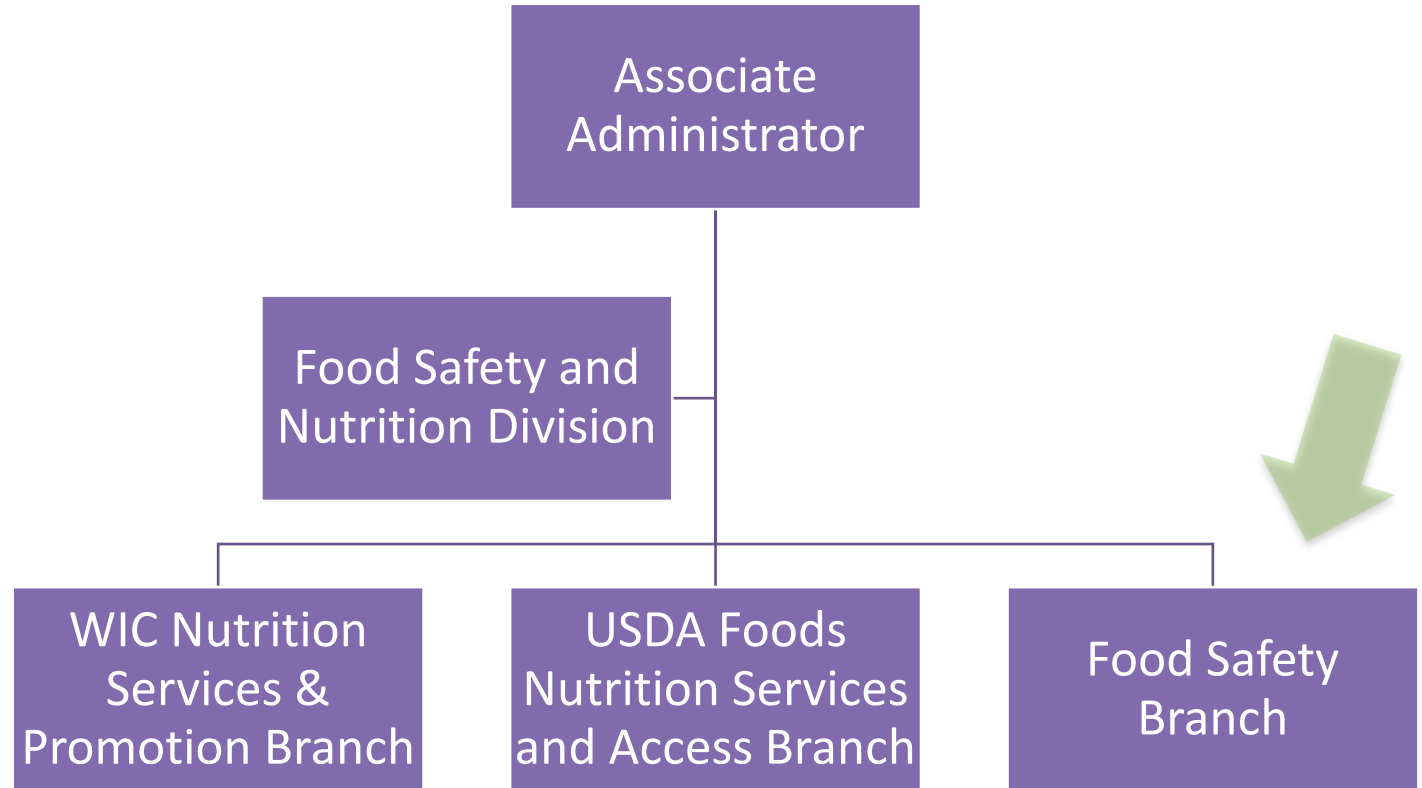 Associate
Administrator
Food Safety and
Nutrition Division
WIC Nutrition
Services &
Promotion Branch
USDA Foods
Nutrition Services
and Access Branch
Food Safety
Branch